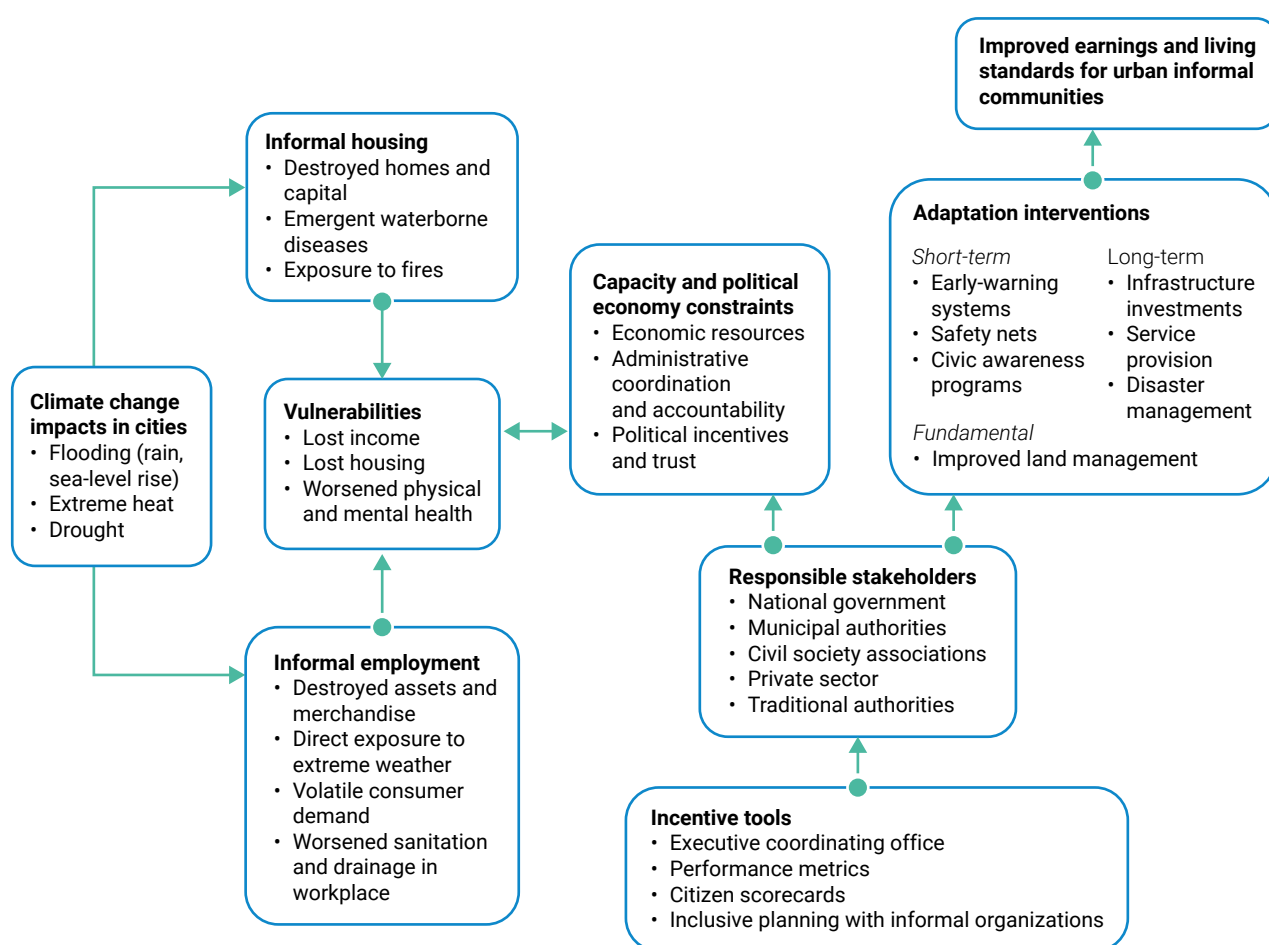 Improved earnings and living
standards for urban informal
communities
Informal housing
• Destroyed homes and
capital
• Emergent waterborne
diseases
• Exposure to fires
Adaptation interventions
Short-term
• Early-warning
systems
• Safety nets
• Civic awareness
programs
Long-term
• Infrastructure
investments
• Service
provision
• Disaster
management
Fundamental
• Improved land management
Capacity and political
economy constraints
• Economic resources
• Administrative
coordination
and accountability
• Political incentives
and trust
Climate change
impacts in cities
• Flooding (rain,
sea-level rise)
• Extreme heat
• Drought
Vulnerabilities
• Lost income
• Lost housing
• Worsened physical
and mental health
Responsible stakeholders
• National government
• Municipal authorities
• Civil society associations
• Private sector
• Traditional authorities
Informal employment
• Destroyed assets and
merchandise
• Direct exposure to
extreme weather
• Volatile consumer
demand
• Worsened sanitation
and drainage in
workplace
Incentive tools
• Executive coordinating office
• Performance metrics
• Citizen scorecards
• Inclusive planning with informal organizations